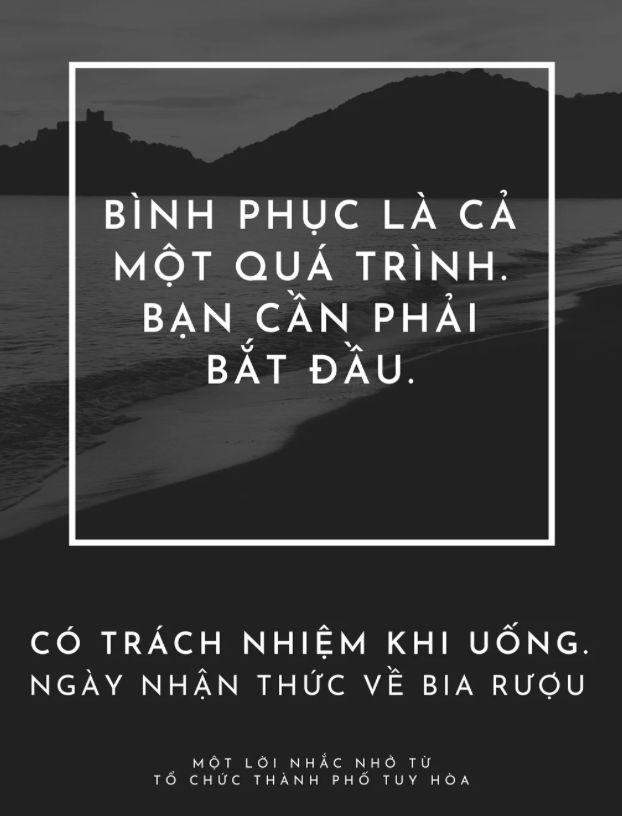 BÌNH PHỤC LÀ CẢ
MỘT QUÁ TRÌNH.
BẠN CẦN PHẢI
BẮT ĐẦU.
CÓ TRÁCH NHIỆM KHI UỐNG.
NGÀY NHẬN THỨC VỀ BIA RƯỢU
MỘT LỜI NHẮC NHỞ TỪ
TỔ CHỨC THÀNH PHỐ TUY HÒA